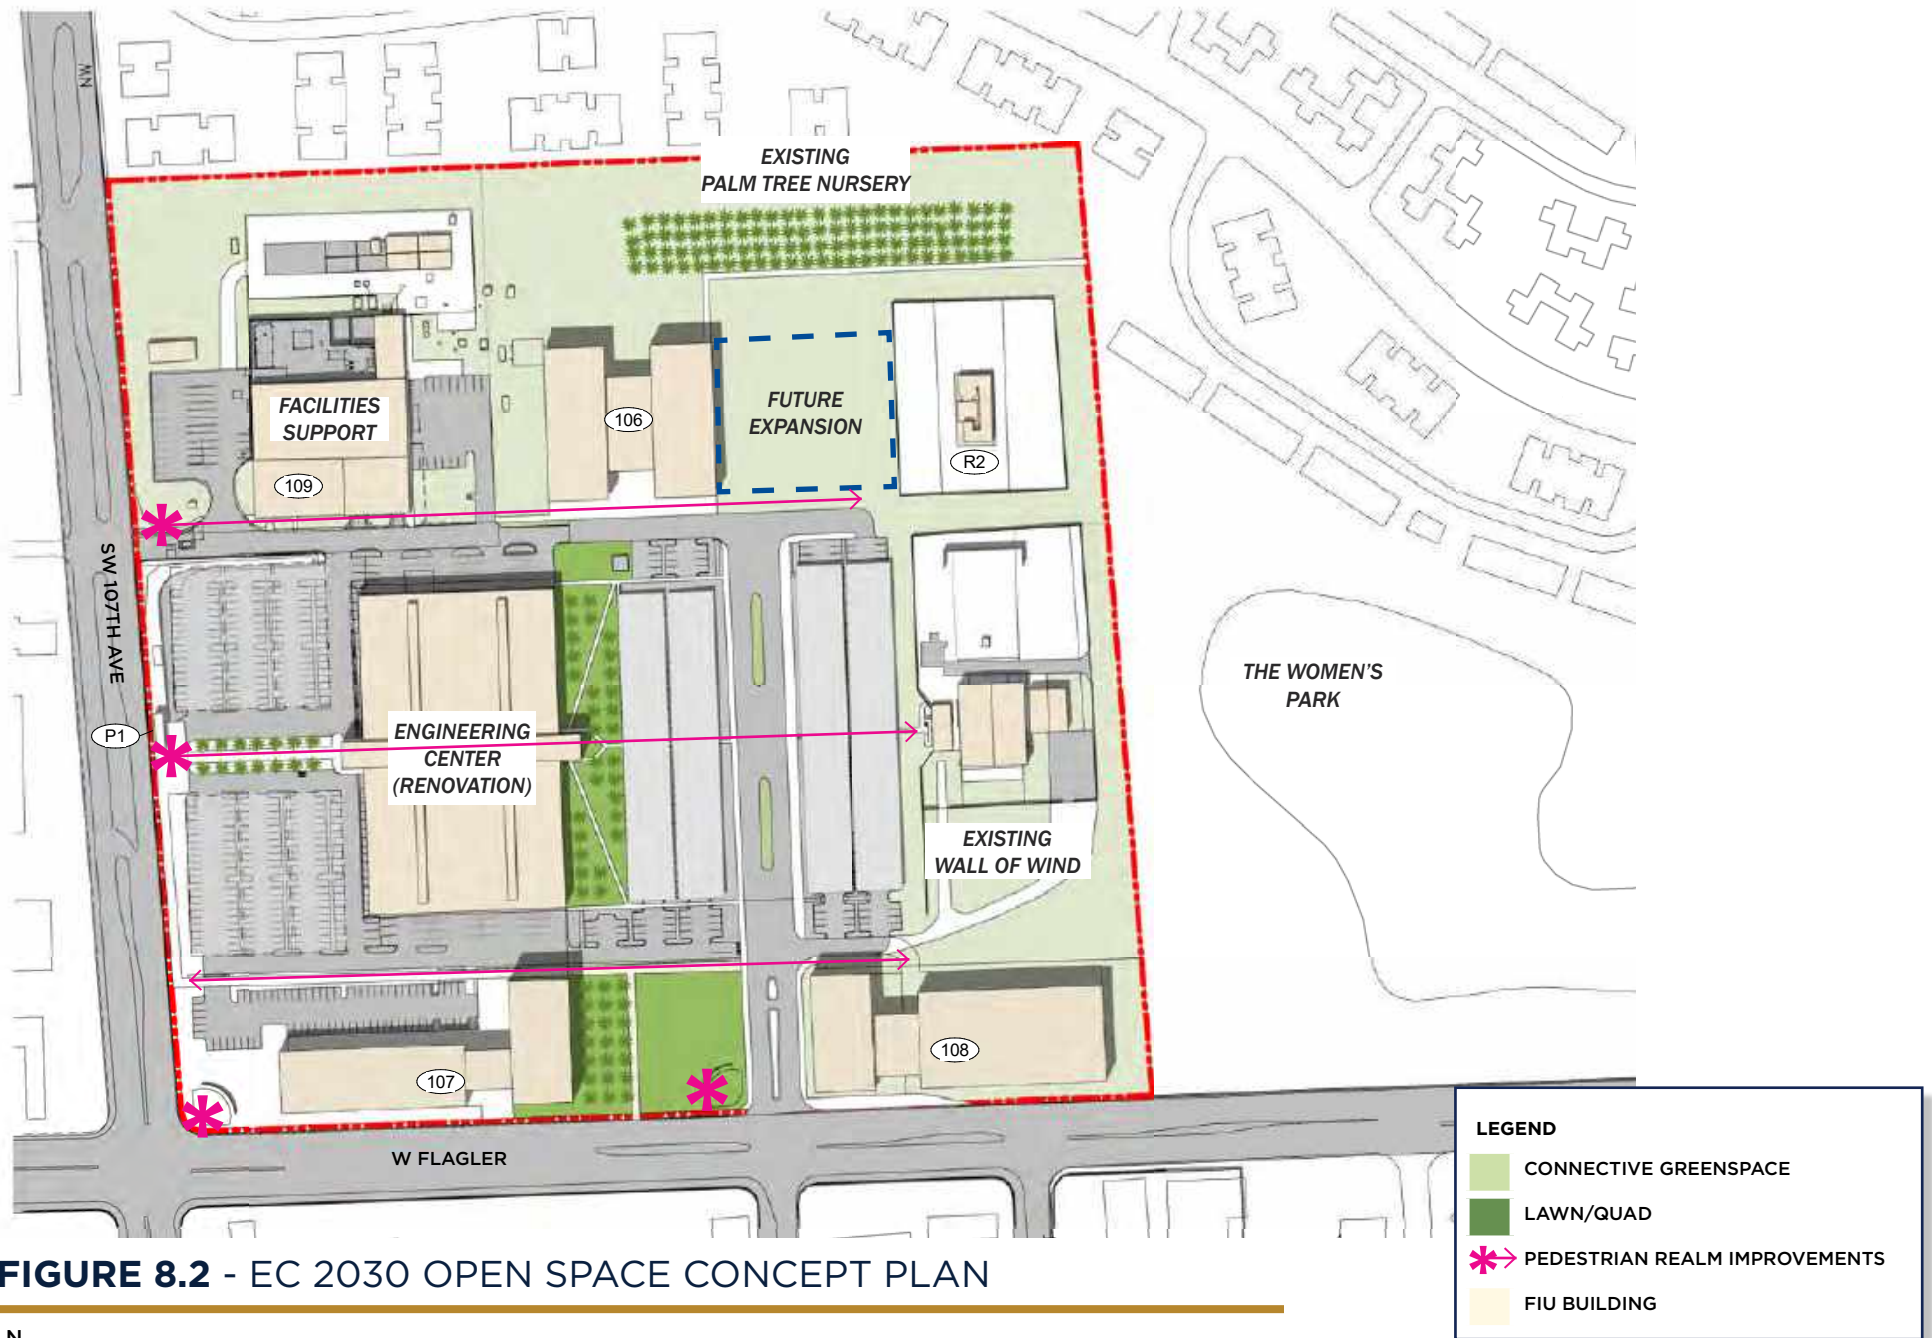 NW
EXISTING
PALM TREE NURSERY
FACILITIES
SUPPORT
109
106
FUTURE
EXPANSION
R2
SW 107TH AVE
P1
ENGINEERING
CENTER
(RENOVATION)
THE WOMEN'S
PARK
EXISTING
WALL OF WIND
107
108
W FLAGLER
LEGEND
CONNECTIVE GREENSPACE
LAWN/QUAD
PEDESTRIAN REALM IMPROVEMENTS
FIU BUILDING
FIGURE 8.2 - EC 2030 OPEN SPACE CONCEPT PLAN
N